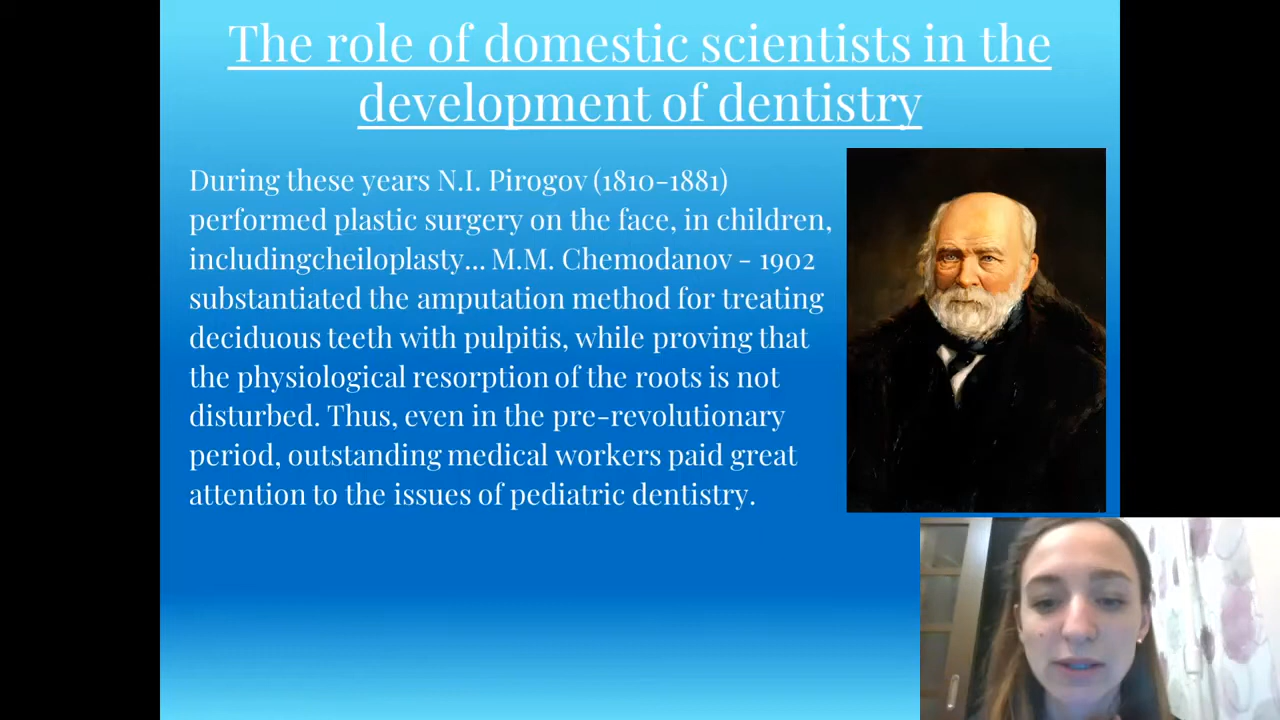 The role of domestic scientists in the
development of dentistry
During these years N.I. Pirogov (1810-1881)
performed plastic surgery on the face, in children,
includingcheiloplasty... M.M. Chemodanov - 1902
substantiated the amputation method for treating
deciduous teeth with pulpitis, while proving that
the physiological resorption of the roots is not
disturbed. Thus, even in the pre-revolutionary
period, outstanding medical workers paid great
attention to the issues of pediatric dentistry.